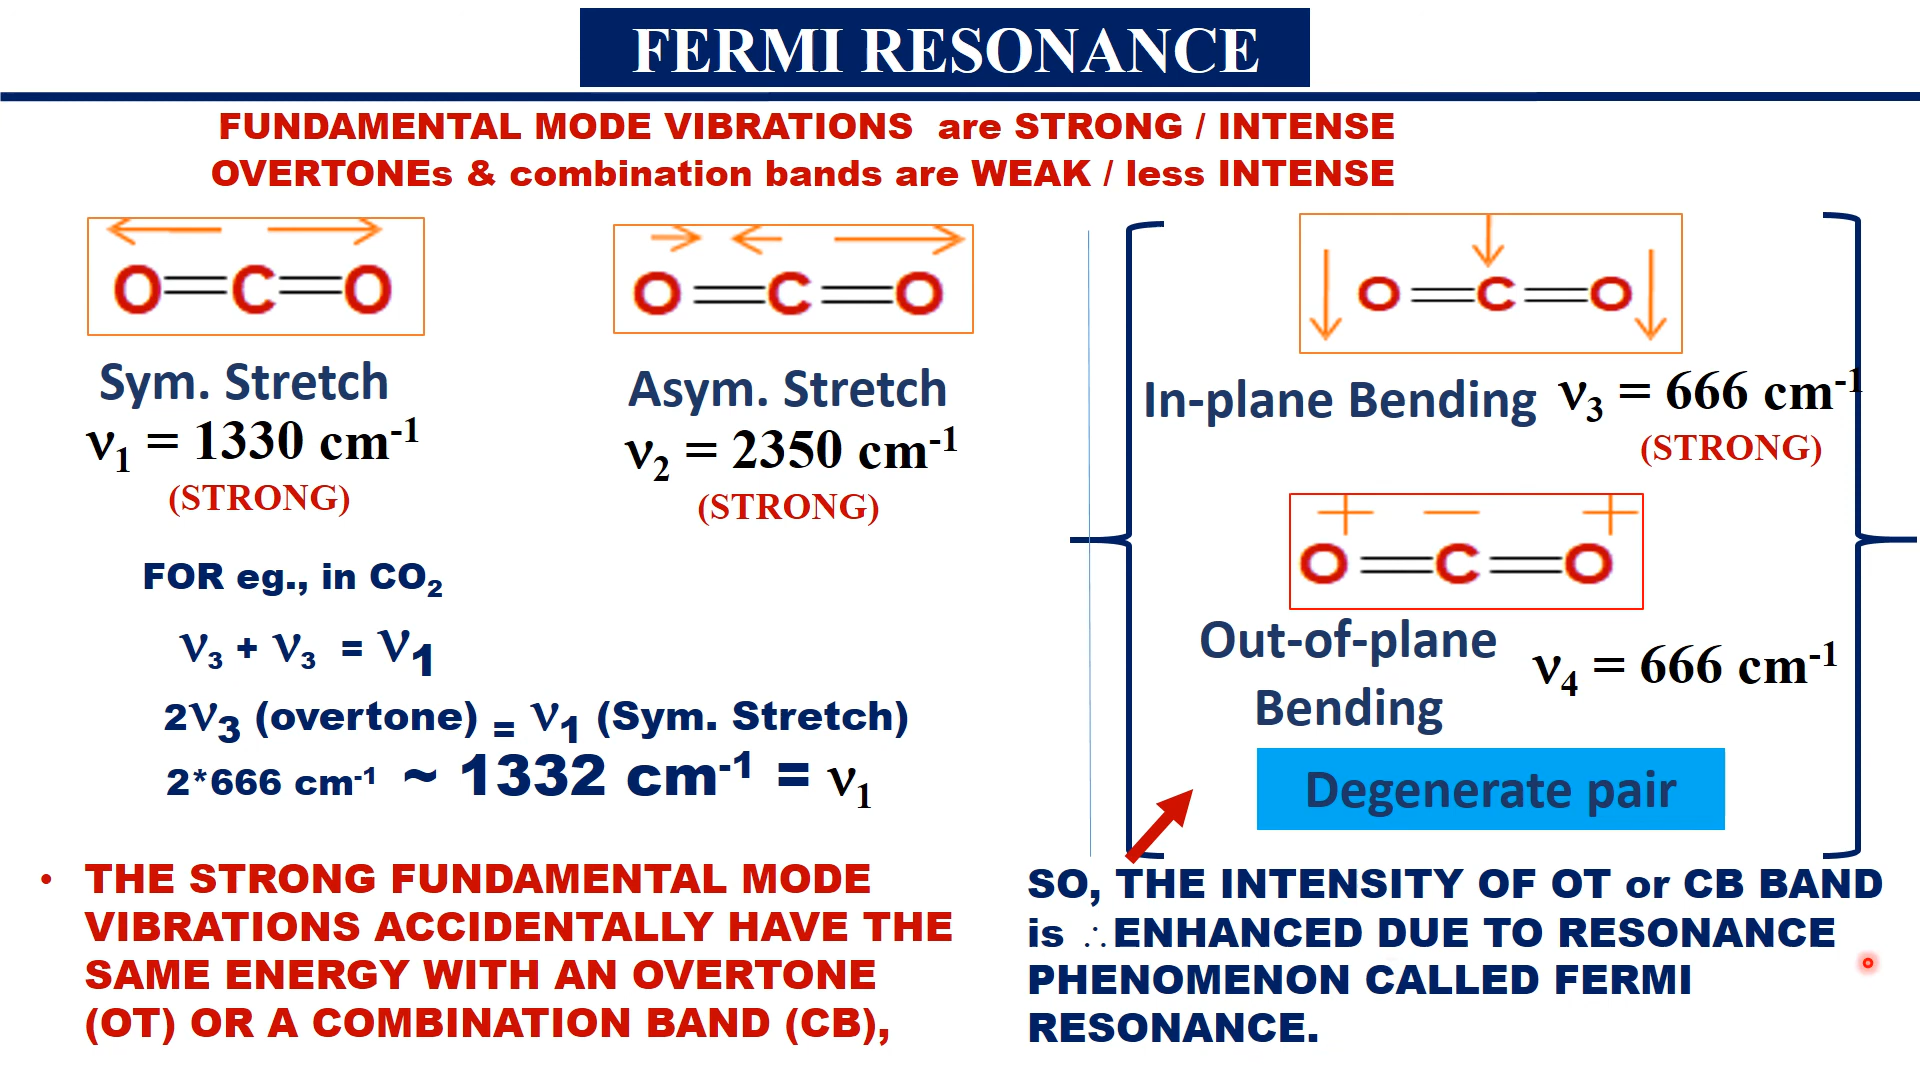 FERMI RESONANCE
FUNDAMENTAL MODE VIBRATIONS are STRONG / INTENSE
OVERTONEs & combination bands are WEAK / less INTENSE
O=C=O
Sym. Stretch
ν₁ = 1330 cm⁻¹
(STRONG)
O=C=O
Asym. Stretch
ν₂ = 2350 cm⁻¹
(STRONG)
FOR eg., in CO₂
ν₃ + ν₃ = ν₁
2ν₃ (overtone) = ν₁ (Sym. Stretch)
2*666 cm⁻¹ ~ 1332 cm⁻¹ = ν₁
O=C=O
In-plane Bending ν₃ = 666 cm⁻¹
(STRONG)
+ − +
O=C=O
Out-of-plane
Bending
ν₄ = 666 cm⁻¹
Degenerate pair
• THE STRONG FUNDAMENTAL MODE
VIBRATIONS ACCIDENTALLY HAVE THE
SAME ENERGY WITH AN OVERTONE
(OT) OR A COMBINATION BAND (CB),
SO, THE INTENSITY OF OT or CB BAND
is ∴ ENHANCED DUE TO RESONANCE
PHENOMENON CALLED FERMI
RESONANCE.